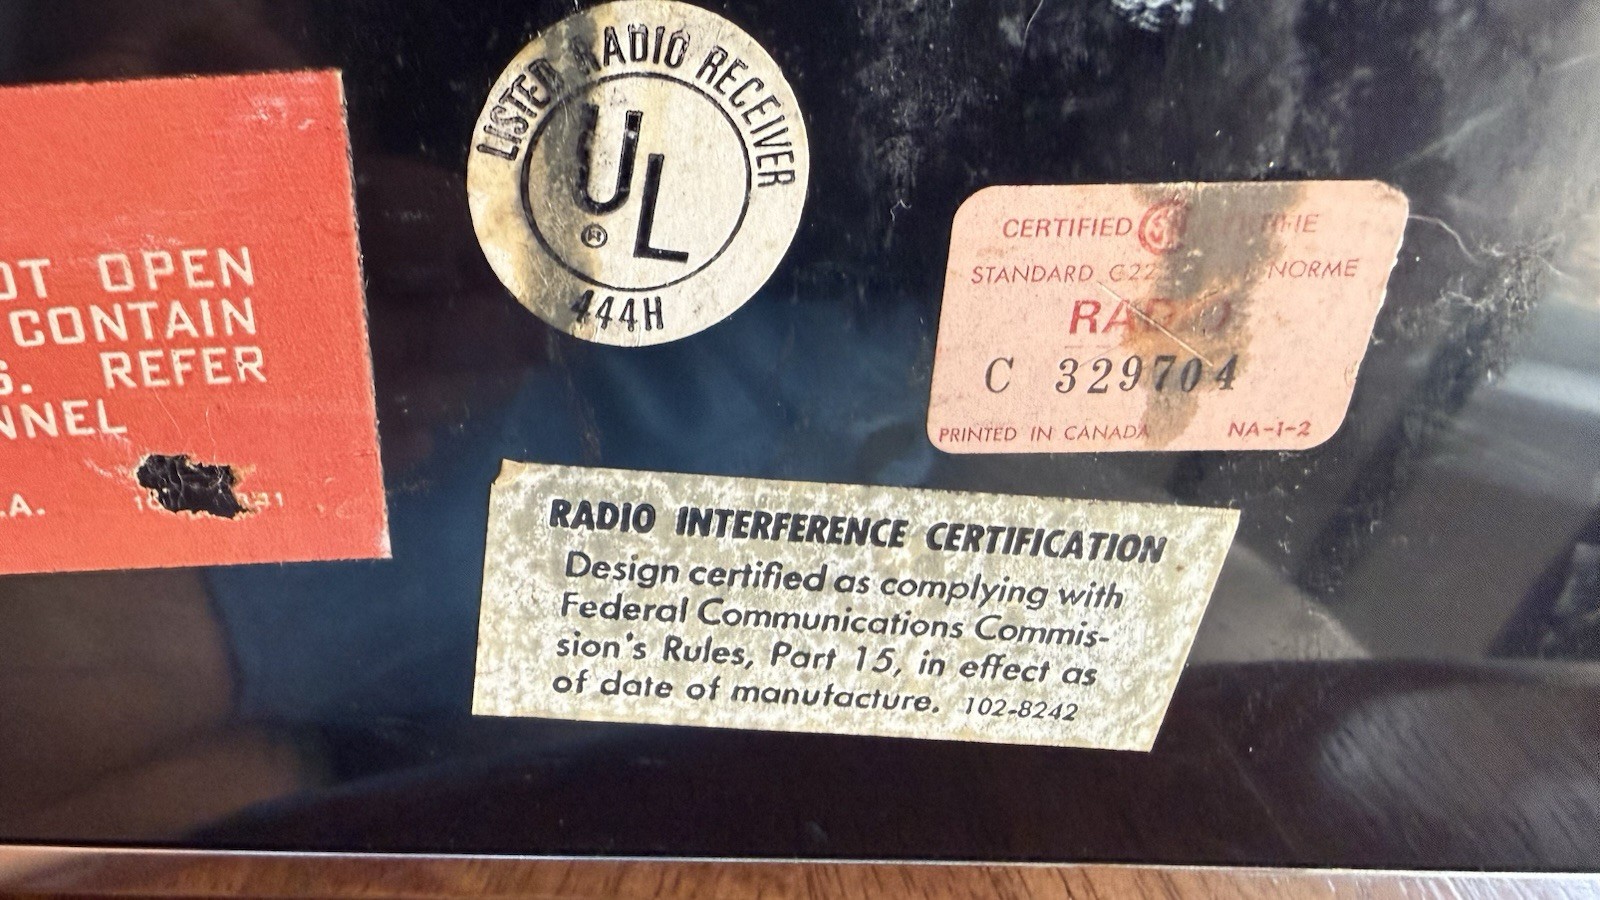 OT OPEN
CONTAIN
S. REFER
NNEL
.A.
LISTED RADIO RECEIVER
UL
®
444H
CERTIFIED
STANDARD C22 NORME
RADIO
C 329704
PRINTED IN CANADA NA-1-2
RADIO INTERFERENCE CERTIFICATION
Design certified as complying with
Federal Communications Commis-
sion's Rules, Part 15, in effect as
of date of manufacture. 102-8242